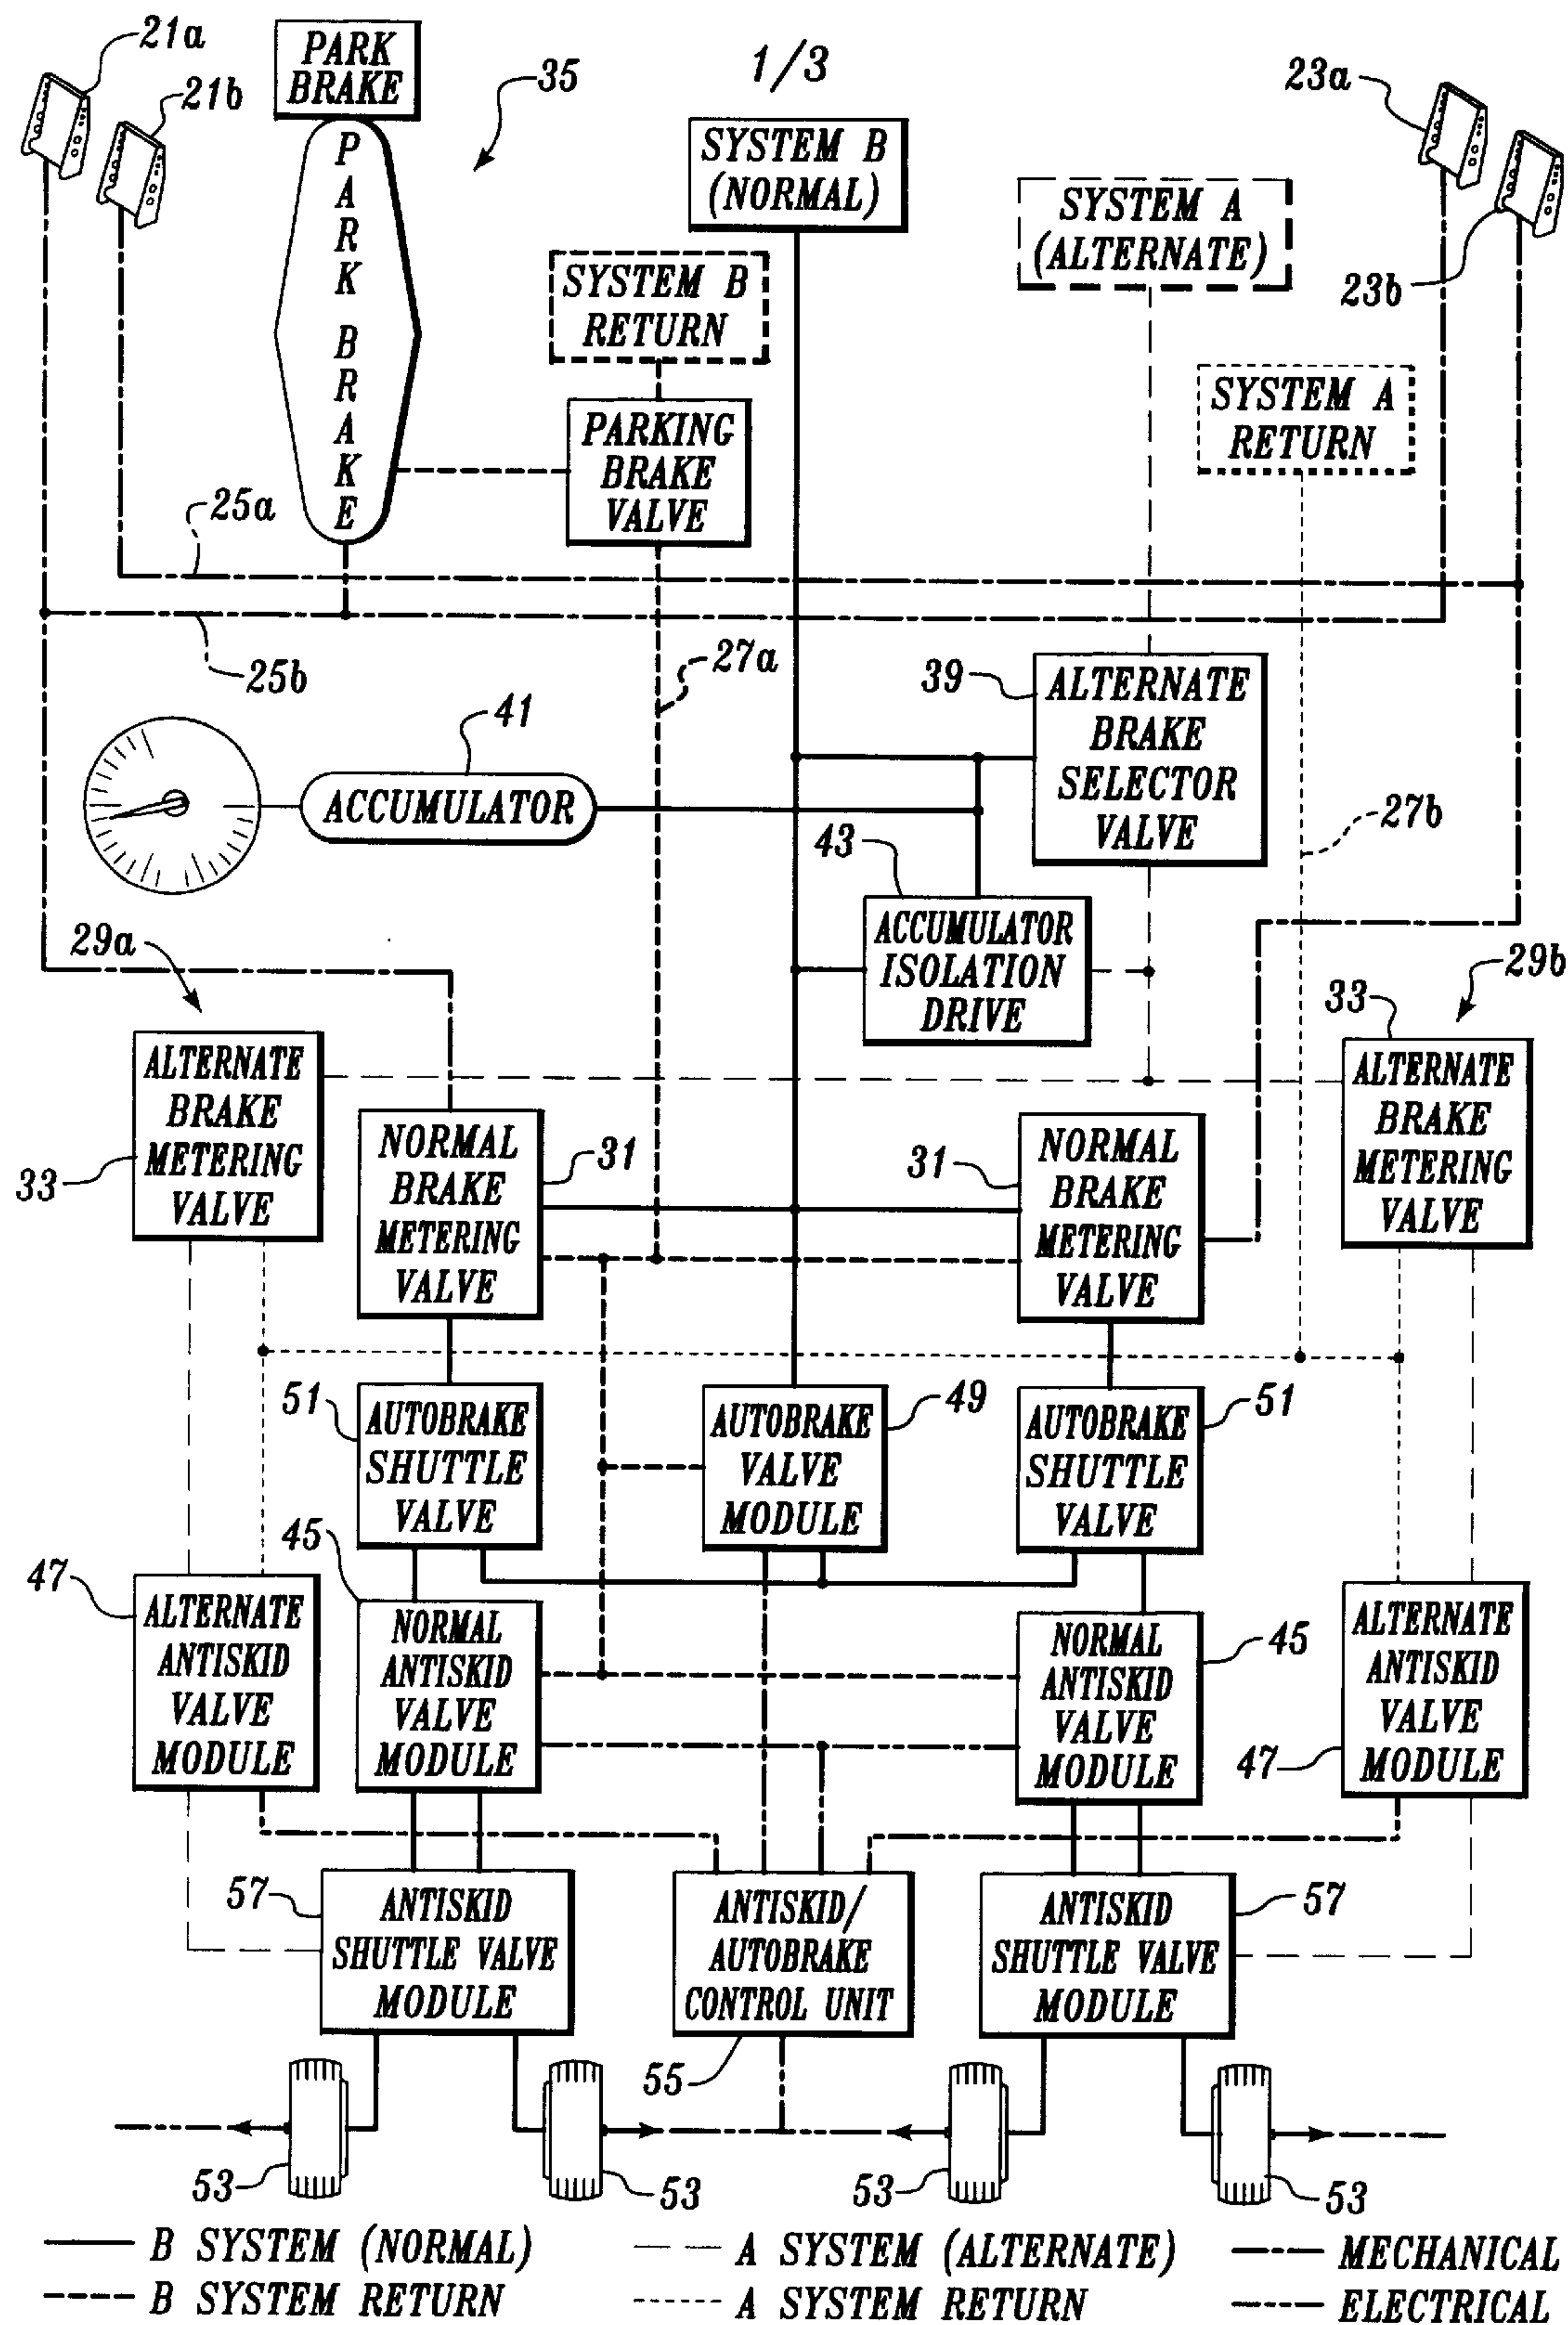 1/3
21a
21b
PARK
BRAKE
P
A
R
K
B
R
A
K
E
35
SYSTEM B
(NORMAL)
SYSTEM B
RETURN
PARKING
BRAKE
VALVE
SYSTEM A
(ALTERNATE)
SYSTEM A
RETURN
23a
23b
25a
25b
27a
39
ALTERNATE
BRAKE
SELECTOR
VALVE
41
ACCUMULATOR
43
ACCUMULATOR
ISOLATION
DRIVE
27b
29a
29b
33
ALTERNATE
BRAKE
METERING
VALVE
NORMAL
BRAKE
METERING
VALVE
31
31
NORMAL
BRAKE
METERING
VALVE
33
ALTERNATE
BRAKE
METERING
VALVE
51
AUTOBRAKE
SHUTTLE
VALVE
49
AUTOBRAKE
VALVE
MODULE
51
AUTOBRAKE
SHUTTLE
VALVE
47
ALTERNATE
ANTISKID
VALVE
MODULE
45
NORMAL
ANTISKID
VALVE
MODULE
45
NORMAL
ANTISKID
VALVE
MODULE
47
ALTERNATE
ANTISKID
VALVE
MODULE
57
ANTISKID
SHUTTLE VALVE
MODULE
ANTISKID/
AUTOBRAKE
CONTROL UNIT
55
57
ANTISKID
SHUTTLE VALVE
MODULE
53
53
53
53
B SYSTEM (NORMAL)
A SYSTEM (ALTERNATE)
MECHANICAL
B SYSTEM RETURN
A SYSTEM RETURN
ELECTRICAL